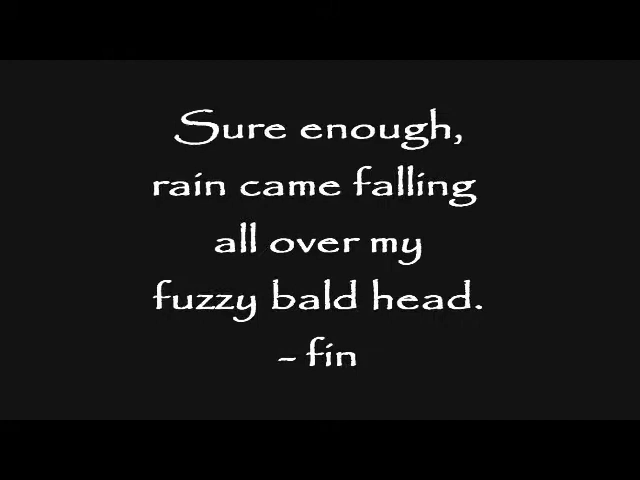 Sure enough,
rain came falling
all over my
fuzzy bald head.
- fin